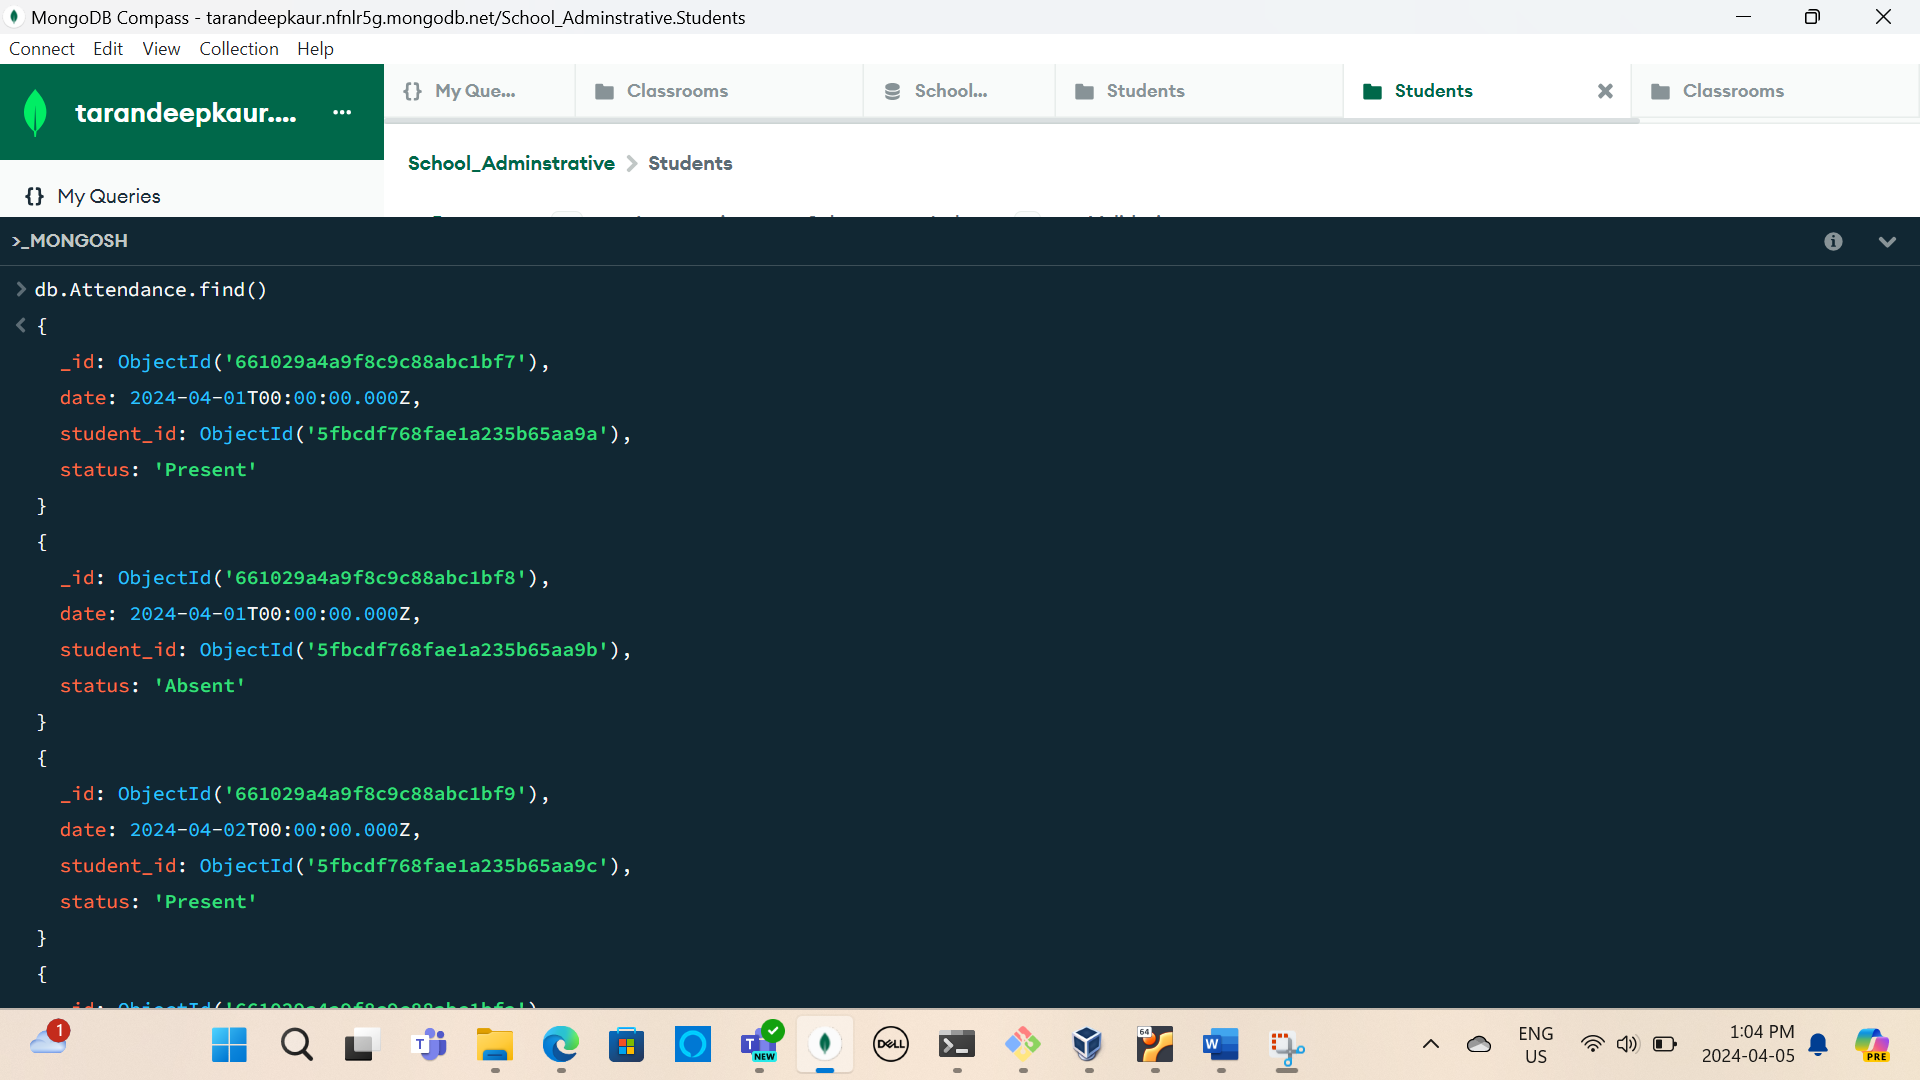 MongoDB Compass - tarandeepkaur.nfnlr5g.mongodb.net/School_Adminstrative.Students
Connect Edit View Collection Help
tarandeepkaur.... ...
{} My Que... Classrooms School... Students Students Classrooms
School_Adminstrative > Students
{} My Queries
>_MONGOSH
> db.Attendance.find()
< {
_id: ObjectId('661029a4a9f8c9c88abc1bf7'),
date: 2024-04-01T00:00:00.000Z,
student_id: ObjectId('5fbcdf768fae1a235b65aa9a'),
status: 'Present'
}
{
_id: ObjectId('661029a4a9f8c9c88abc1bf8'),
date: 2024-04-01T00:00:00.000Z,
student_id: ObjectId('5fbcdf768fae1a235b65aa9b'),
status: 'Absent'
}
{
_id: ObjectId('661029a4a9f8c9c88abc1bf9'),
date: 2024-04-02T00:00:00.000Z,
student_id: ObjectId('5fbcdf768fae1a235b65aa9c'),
status: 'Present'
}
{
1
T
T
NEW
DELL
64
W
ENG
US
1:04 PM
2024-04-05
PRE